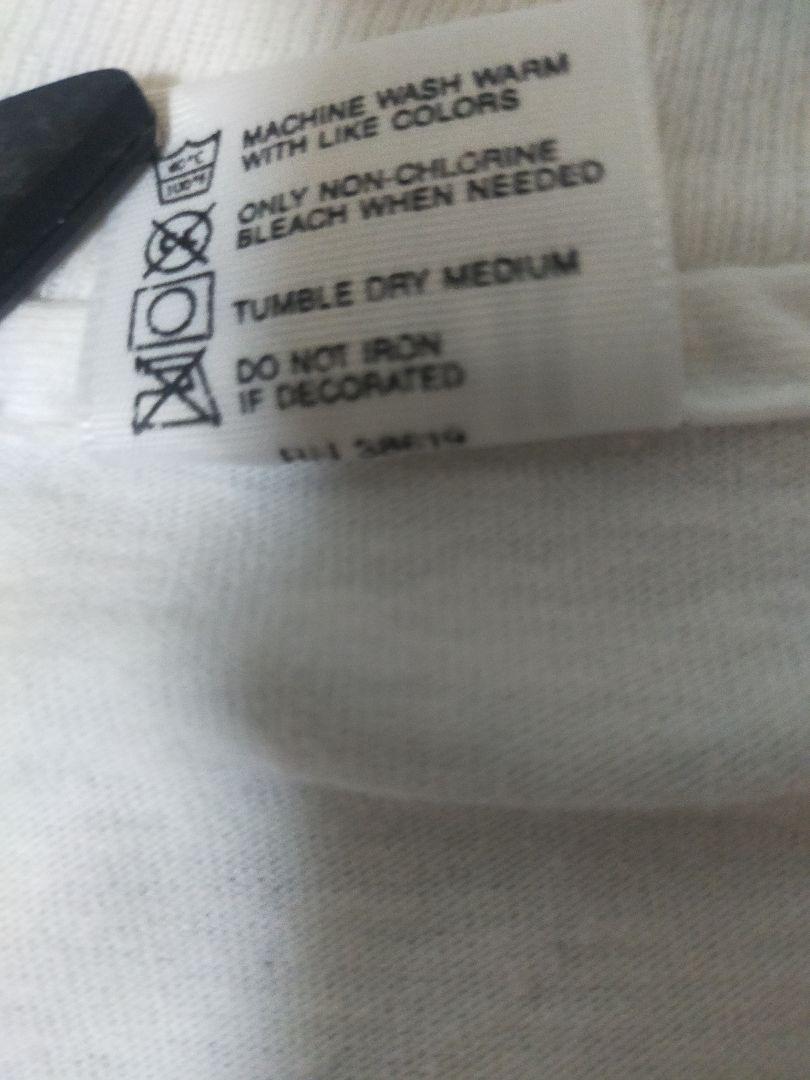 MACHINE WASH WARM
WITH LIKE COLORS
ONLY NON-CHLORINE
BLEACH WHEN NEEDED
TUMBLE DRY MEDIUM
DO NOT IRON
IF DECORATED